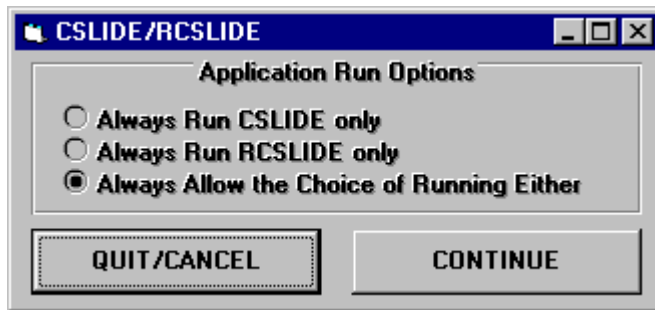 CSLIDE/RCSLIDE
Application Run Options
Always Run CSLIDE only
Always Run RCSLIDE only
Always Allow the Choice of Running Either
QUIT/CANCEL CONTINUE